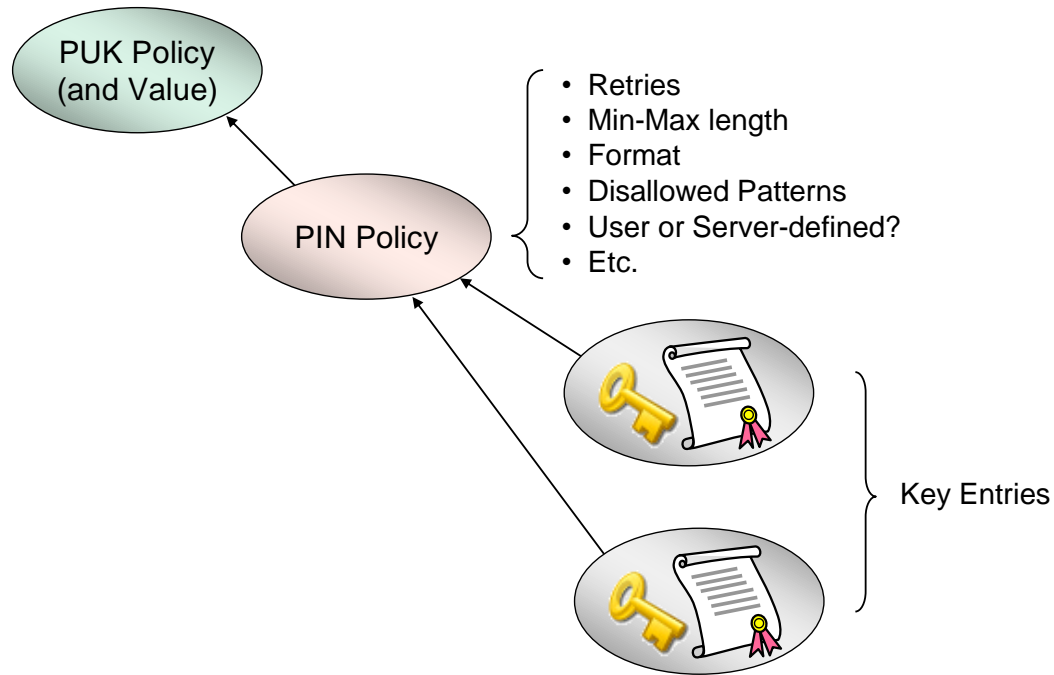 PUK Policy
(and Value)
• Retries
• Min-Max length
• Format
• Disallowed Patterns
• User or Server-defined?
• Etc.
PIN Policy
Key Entries